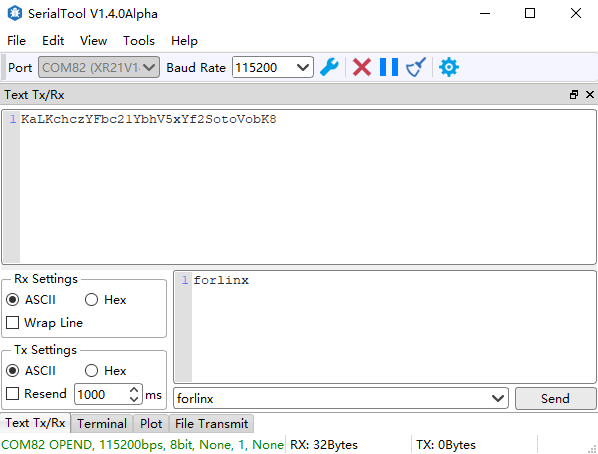 SerialTool V1.4.0Alpha
File Edit View Tools Help
Port COM82 (XR21V1 Baud Rate 115200
Text Tx/Rx
1 KaLKchczYFbc2lYbhV5xYf2SotoVobK8
Rx Settings
ASCII Hex
Wrap Line
Tx Settings
ASCII Hex
Resend 1000 ms
1 forlinx
forlinx Send
Text Tx/Rx Terminal Plot File Transmit
COM82 OPEND, 115200bps, 8bit, None, 1, None RX: 32Bytes TX: 0Bytes